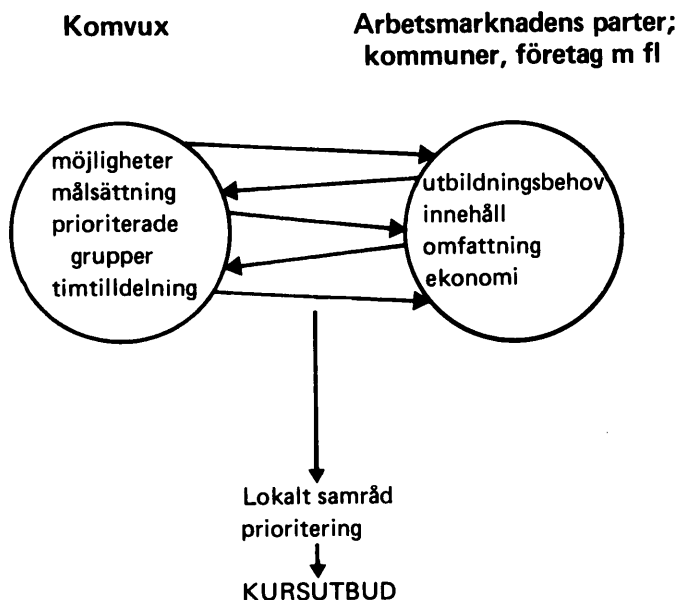 Komvux
Arbetsmarknadens parter;
kommuner, företag m fl
möjligheter
målsättning
prioriterade
grupper
timtilldelning
utbildningsbehov
innehåll
omfattning
ekonomi
Lokalt samråd
prioritering
KURSUTBUD